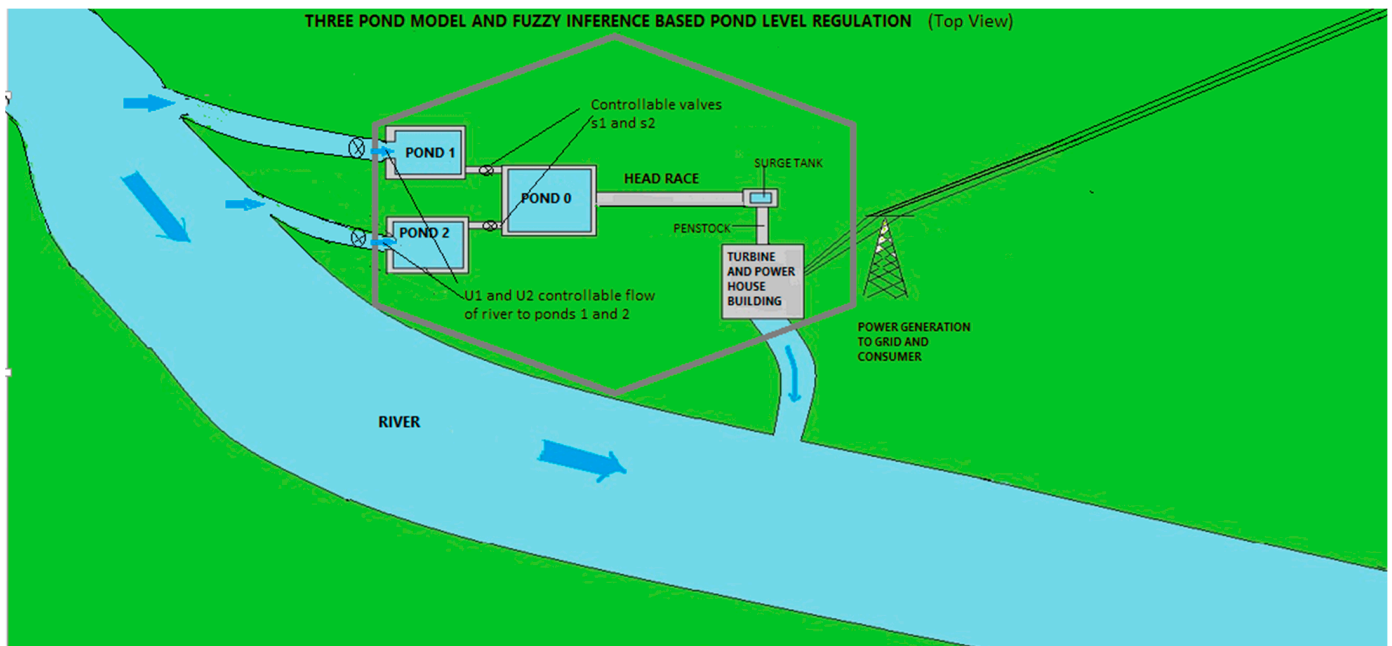 THREE POND MODEL AND FUZZY INFERENCE BASED POND LEVEL REGULATION (Top View)
Controllable valves
s1 and s2
POND 1
SURGE TANK
HEAD RACE
POND 0
PENSTOCK
POND 2
TURBINE
AND POWER
HOUSE
BUILDING
U1 and U2 controllable flow
of river to ponds 1 and 2
POWER GENERATION
TO GRID AND
CONSUMER
RIVER